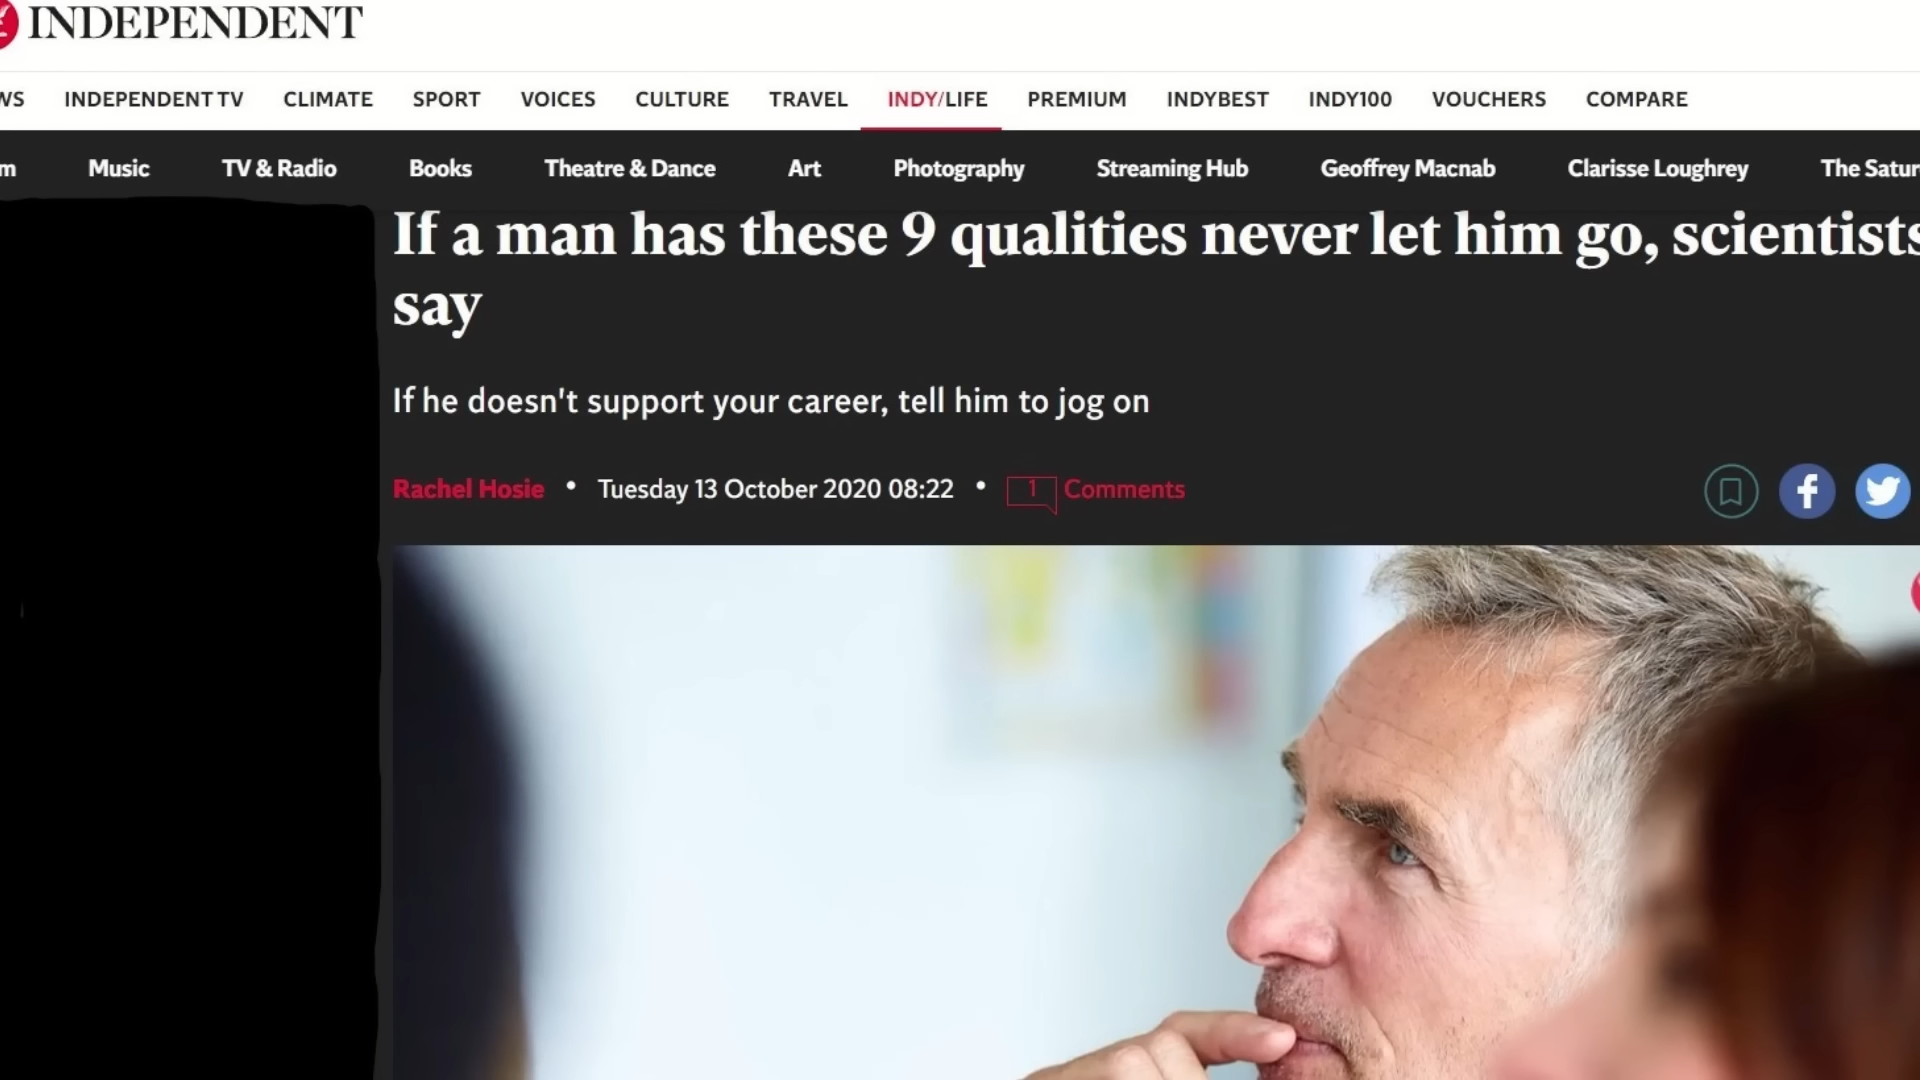 INDEPENDENT
INDEPENDENT TV CLIMATE SPORT VOICES CULTURE TRAVEL INDY/LIFE PREMIUM INDYBEST INDY100 VOUCHERS COMPARE
Music TV & Radio Books Theatre & Dance Art Photography Streaming Hub Geoffrey Macnab Clarisse Loughrey The
If a man has these 9 qualities never let him go, scientists
say
If he doesn't support your career, tell him to jog on
Rachel Hosie • Tuesday 13 October 2020 08:22 • 1 Comments